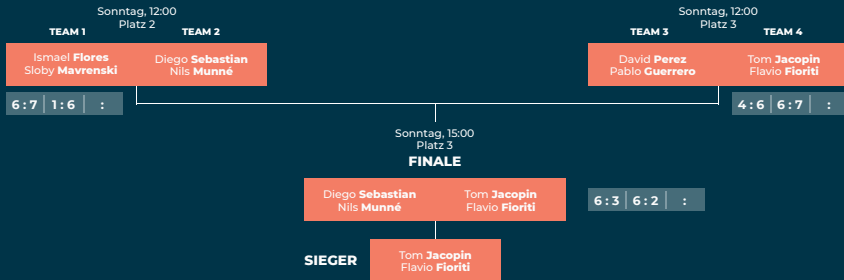 Sonntag, 12:00
Platz 2
TEAM 1 TEAM 2
Ismael Flores
Sloby Mavrenski
Diego Sebastian
Nils Munné
6:7 1:6 :
Sonntag, 12:00
Platz 3
TEAM 3 TEAM 4
David Perez
Pablo Guerrero
Tom Jacopin
Flavio Fioriti
4:6 6:7 :
Sonntag, 15:00
Platz 3
FINALE
Diego Sebastian
Nils Munné
Tom Jacopin
Flavio Fioriti
6:3 6:2 :
SIEGER
Tom Jacopin
Flavio Fioriti